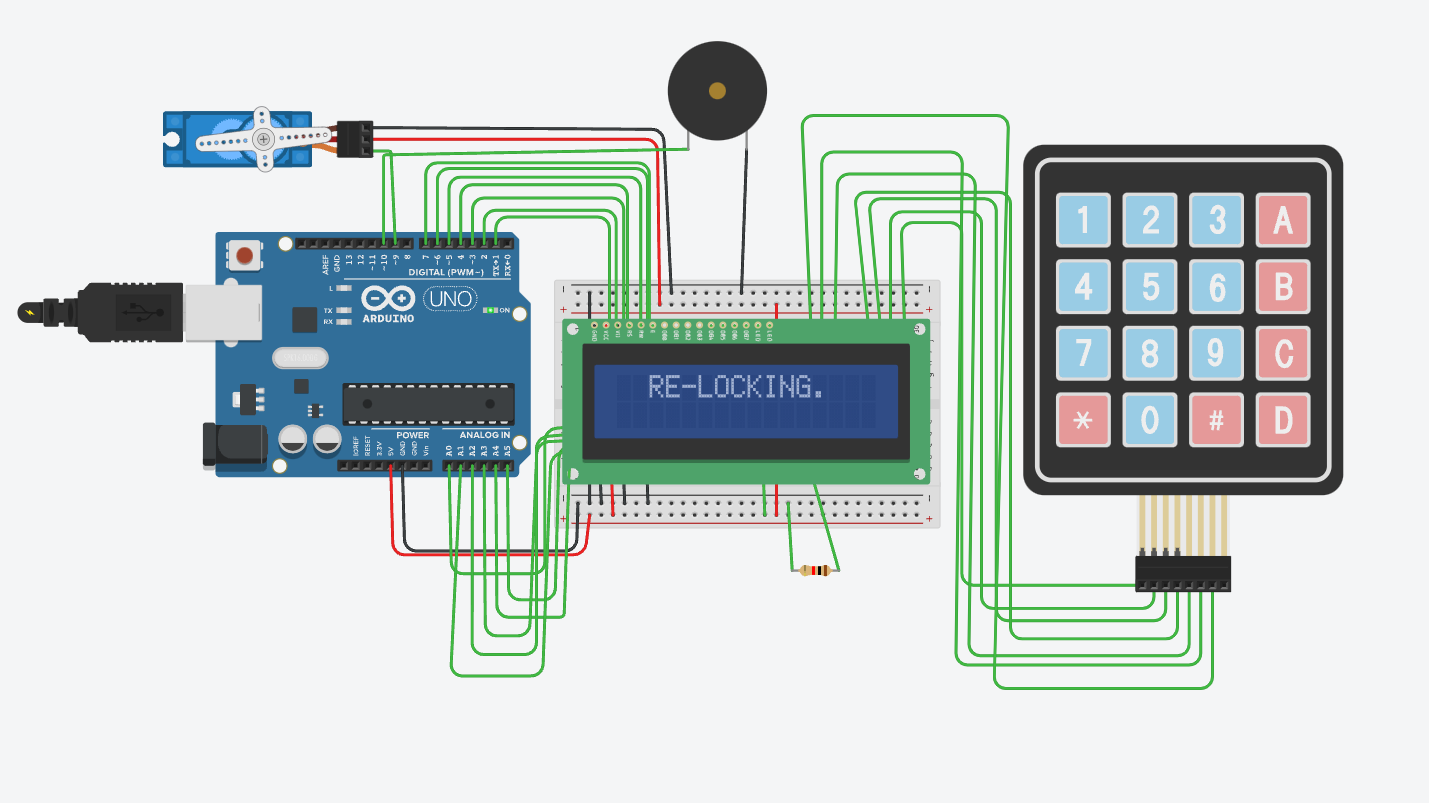 1 2 3 A
4 5 6 B
7 8 9 C
* 0 # D
AREF
GND
13
12
~11
~10
~9
8
7
~6
~5
4
~3
2
TX→1
RX←0
DIGITAL (PWM~)
L
TX
RX
UNO
ON
ARDUINO
RE-LOCKING.
POWER
ANALOG IN
IOREF
RESET
3.3V
5V
GND
GND
Vin
A0
A1
A2
A3
A4
A5
GND
VCC